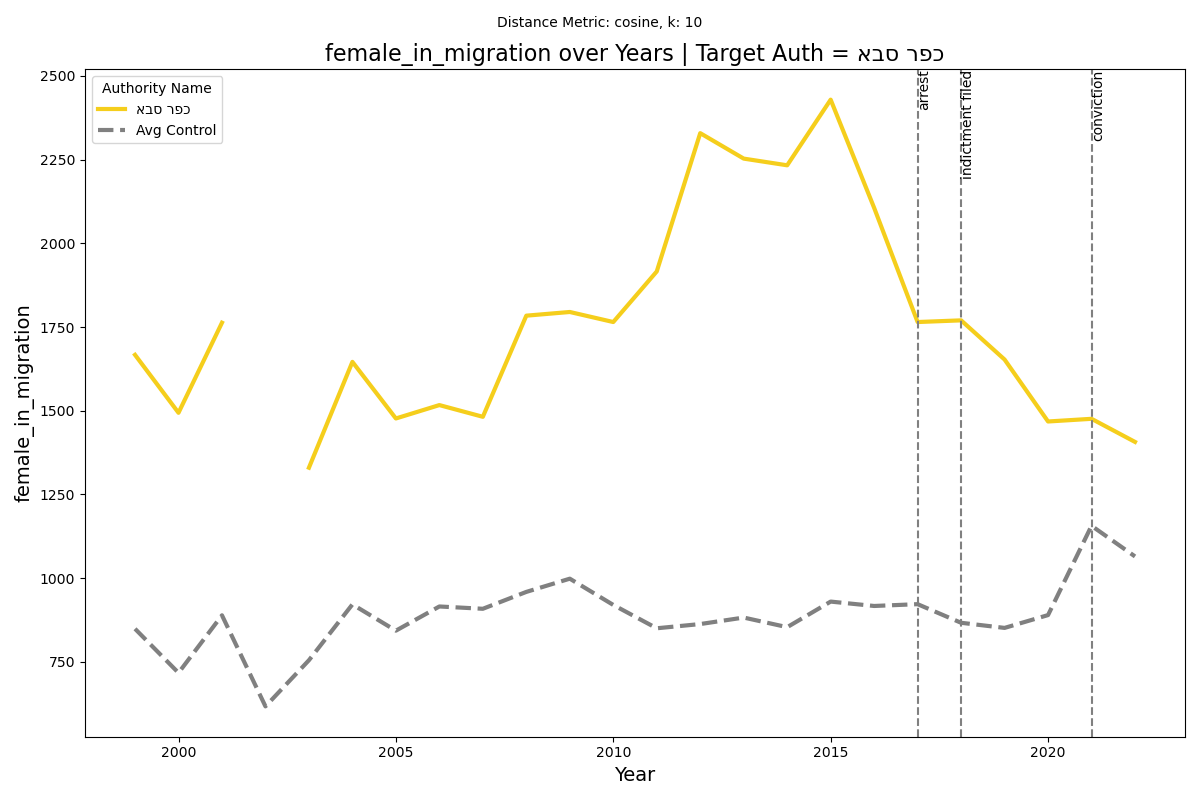 Distance Metric: cosine, k: 10
female_in_migration over Years | Target Auth = כפר סבא
Authority Name
כפר סבא
Avg Control
arrest
indictment filed
conviction
female_in_migration
2500
2250
2000
1750
1500
1250
1000
750
2000 2005 2010 2015 2020
Year